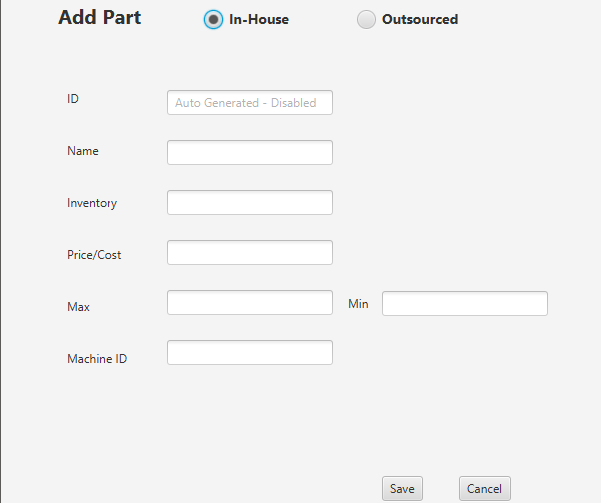 Add Part In-House Outsourced
ID Auto Generated - Disabled
Name
Inventory
Price/Cost
Max Min
Machine ID
Save Cancel